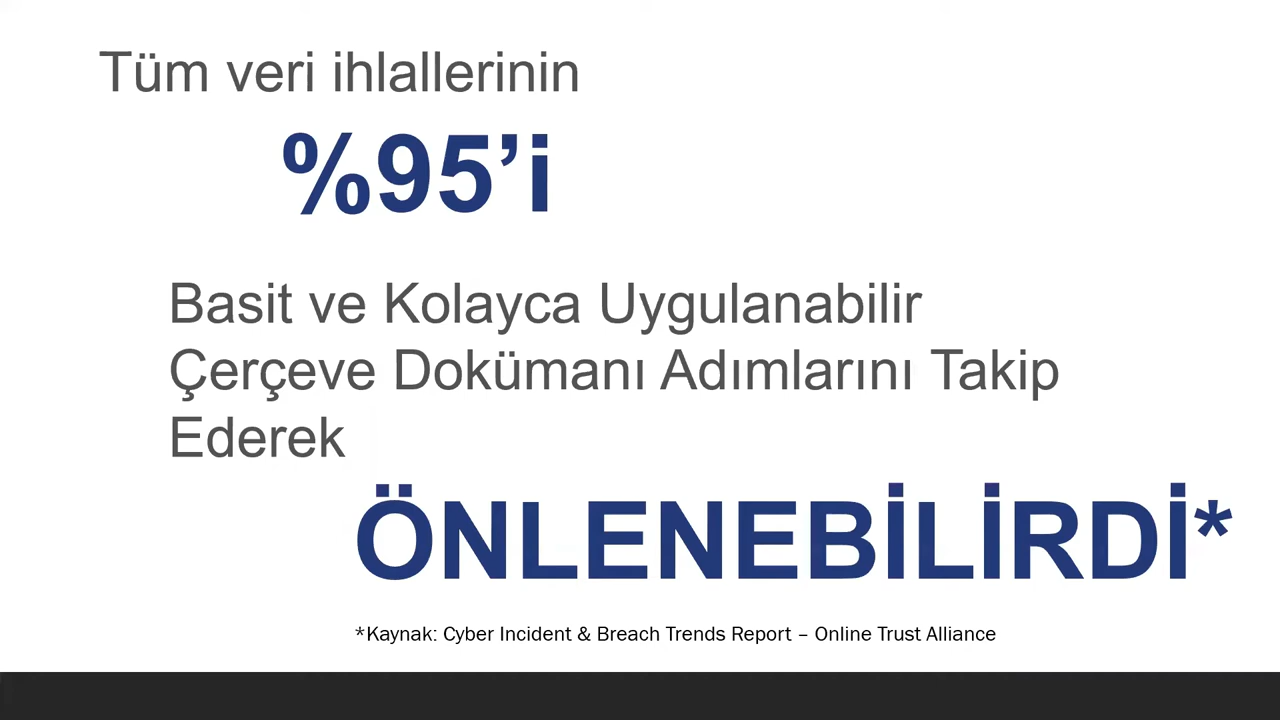 Tüm veri ihlallerinin
%95’i
Basit ve Kolayca Uygulanabilir
Çerçeve Dokümanı Adımlarını Takip
Ederek
ÖNLENEBİLİRDİ*
*Kaynak: Cyber Incident & Breach Trends Report – Online Trust Alliance